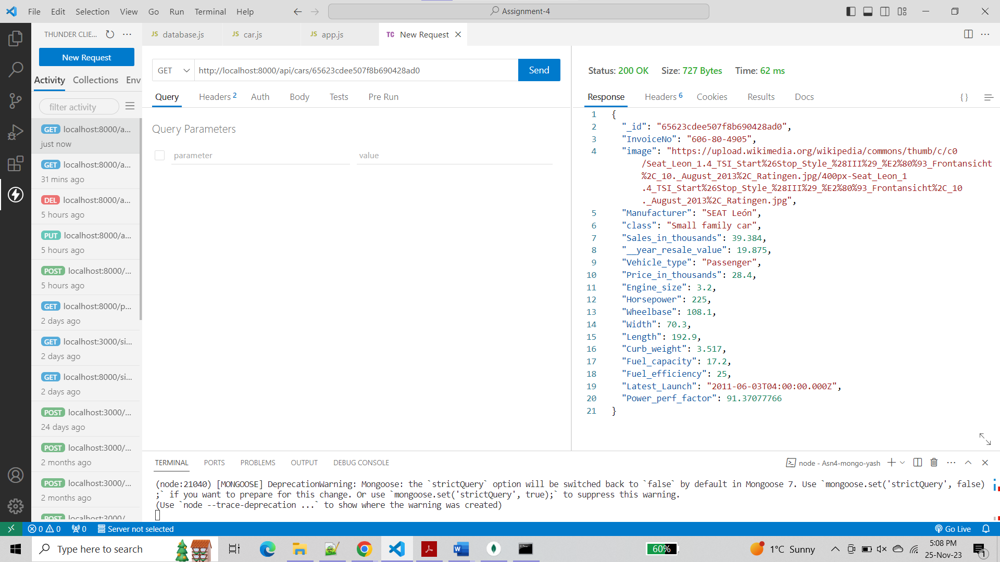 File Edit Selection View Go Run Terminal Help
Assignment-4
THUNDER CLIE...
New Request
Activity Collections Env
filter activity
GET localhost:8000/a...
just now
GET localhost:8000/a...
31 mins ago
DEL localhost:8000/a...
5 hours ago
PUT localhost:8000/a...
5 hours ago
POST localhost:8000/...
5 hours ago
GET localhost:8000/p...
2 days ago
GET localhost:3000/si...
2 days ago
GET localhost:8000/si...
2 days ago
POST localhost:3000/...
24 days ago
POST localhost:3000/...
2 months ago
POST localhost:3000/...
2 months ago
POST localhost:3000/
JS database.js
JS car.js
JS app.js
TC New Request
GET http://localhost:8000/api/cars/65623cdee507f8b690428ad0 Send
Query Headers 2 Auth Body Tests Pre Run
Query Parameters
parameter value
Status: 200 OK Size: 727 Bytes Time: 62 ms
Response Headers 6 Cookies Results Docs { }
1 {
2 "_id": "65623cdee507f8b690428ad0",
3 "InvoiceNo": "606-80-4905",
4 "image": "https://upload.wikimedia.org/wikipedia/commons/thumb/c/c0
/Seat_Leon_1.4_TSI_Start%26Stop_Style_%28III%29_%E2%80%93_Frontansicht
%2C_10._August_2013%2C_Ratingen.jpg/400px-Seat_Leon_1
.4_TSI_Start%26Stop_Style_%28III%29_%E2%80%93_Frontansicht%2C_10
._August_2013%2C_Ratingen.jpg",
5 "Manufacturer": "SEAT León",
6 "class": "Small family car",
7 "Sales_in_thousands": 39.384,
8 "__year_resale_value": 19.875,
9 "Vehicle_type": "Passenger",
10 "Price_in_thousands": 28.4,
11 "Engine_size": 3.2,
12 "Horsepower": 225,
13 "Wheelbase": 108.1,
14 "Width": 70.3,
15 "Length": 192.9,
16 "Curb_weight": 3.517,
17 "Fuel_capacity": 17.2,
18 "Fuel_efficiency": 25,
19 "Latest_Launch": "2011-06-03T04:00:00.000Z",
20 "Power_perf_factor": 91.37077766
21 }
TERMINAL PORTS PROBLEMS OUTPUT DEBUG CONSOLE
node - Asn4-mongo-yash
(node:21040) [MONGOOSE] DeprecationWarning: Mongoose: the `strictQuery` option will be switched back to `false` by default in Mongoose 7. Use `mongoose.set('strictQuery', false)
;` if you want to prepare for this change. Or use `mongoose.set('strictQuery', true);` to suppress this warning.
(Use `node --trace-deprecation ...` to show where the warning was created)
0 0 0 Server not selected
Go Live
Type here to search
60%
1°C Sunny
5:08 PM
25-Nov-23
1